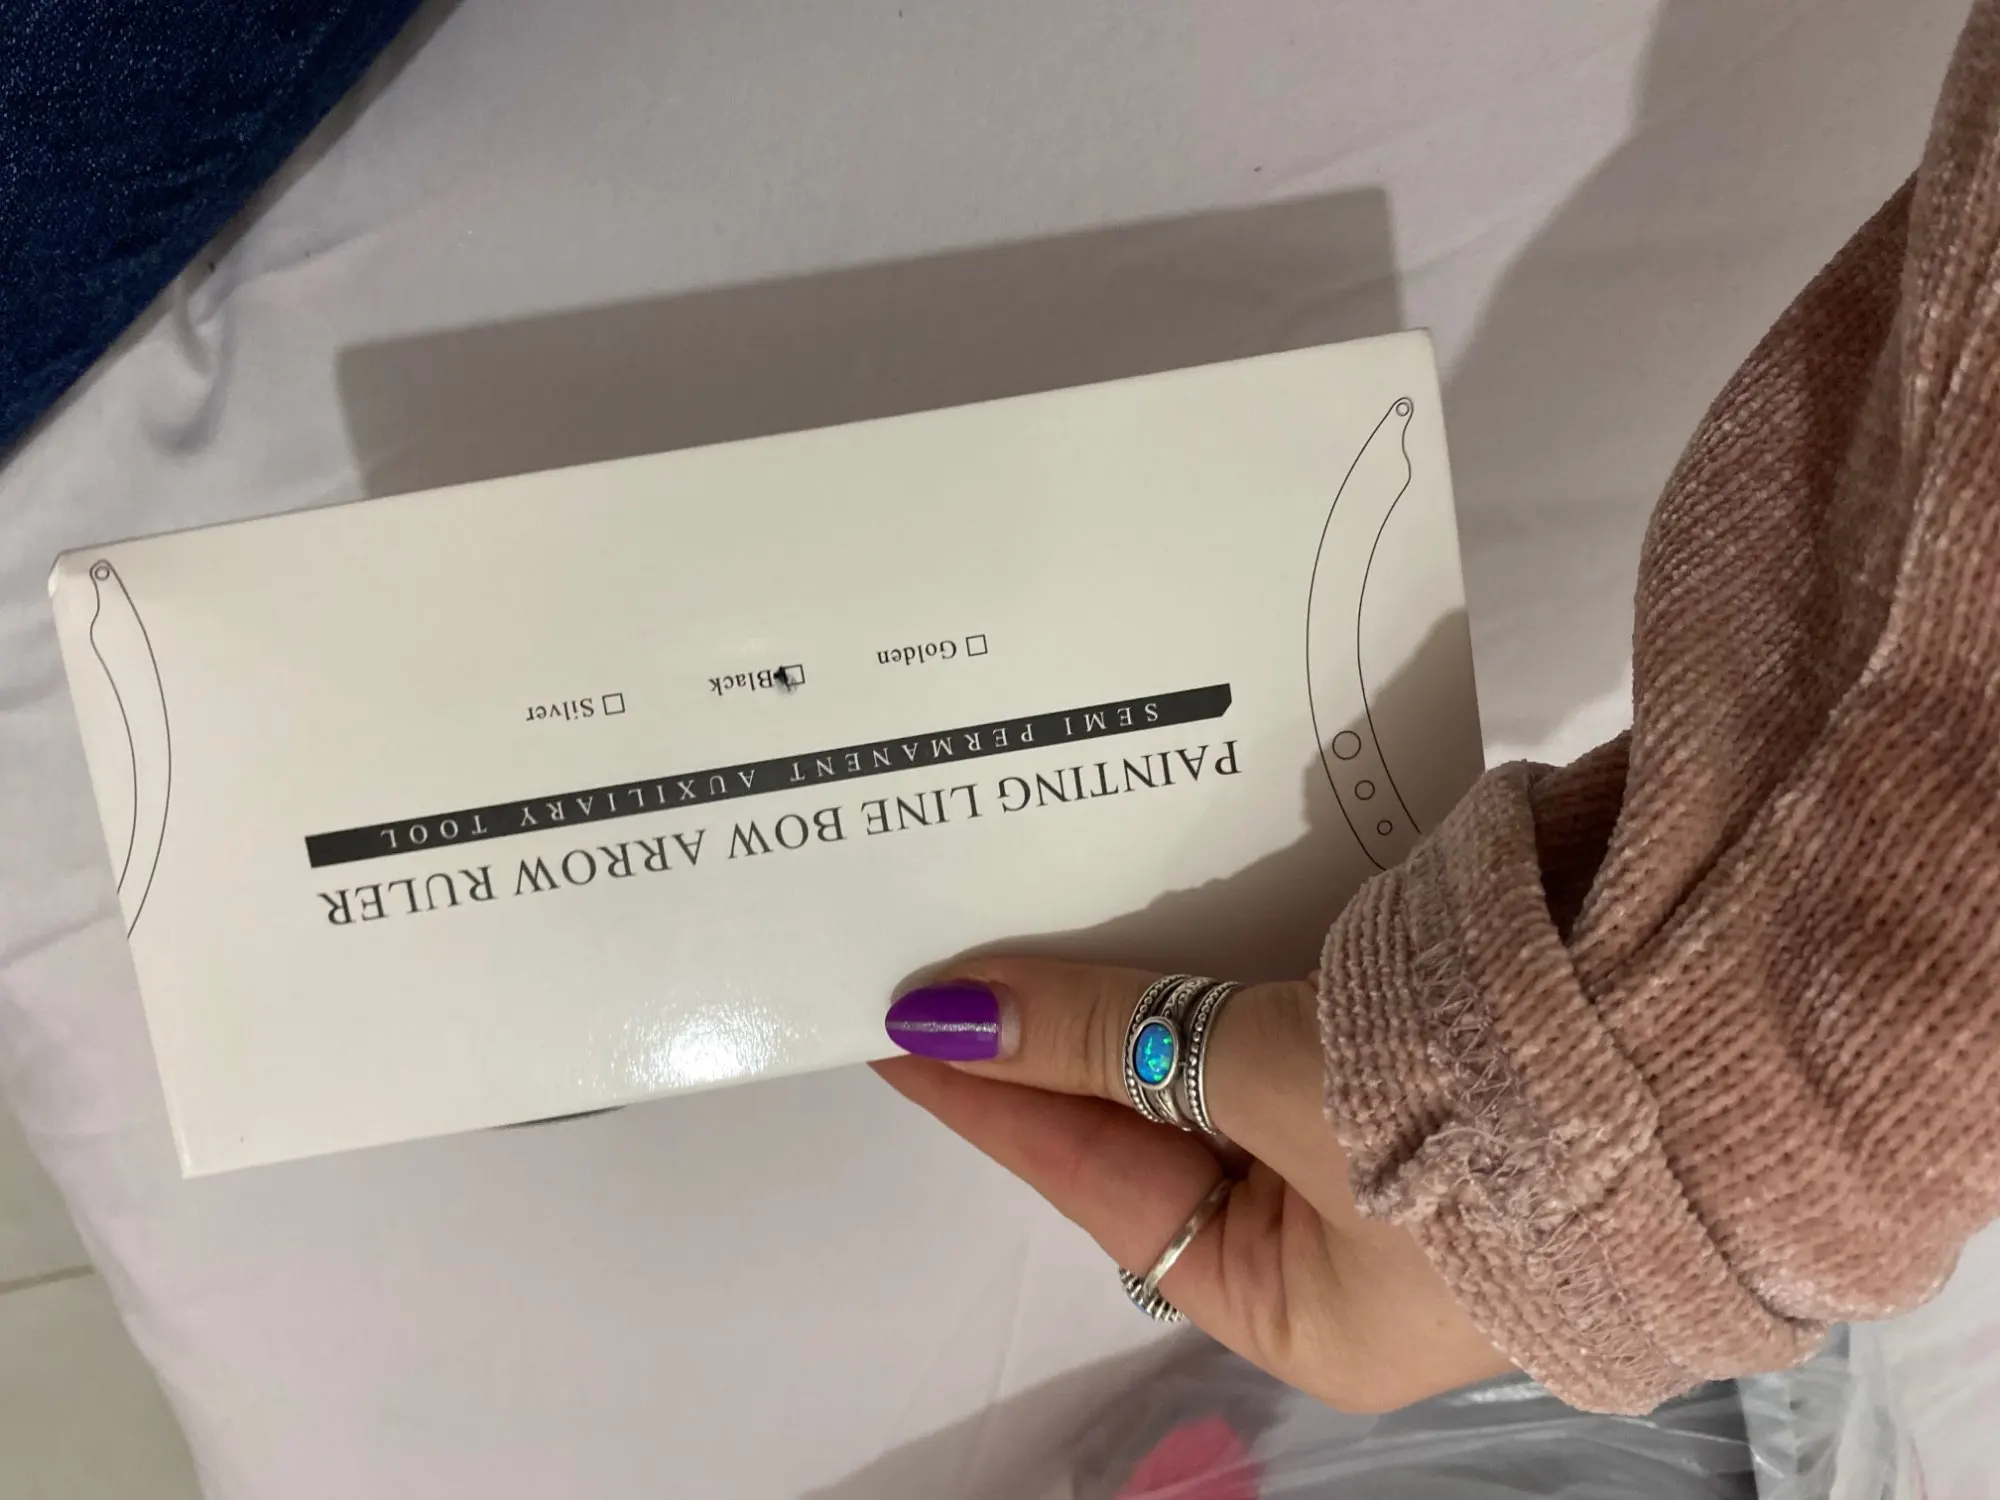 PAINTING LINE BOW ARROW RULER
SEMI PERMANENT AUXILIARY TOOL
Golden Black Silver